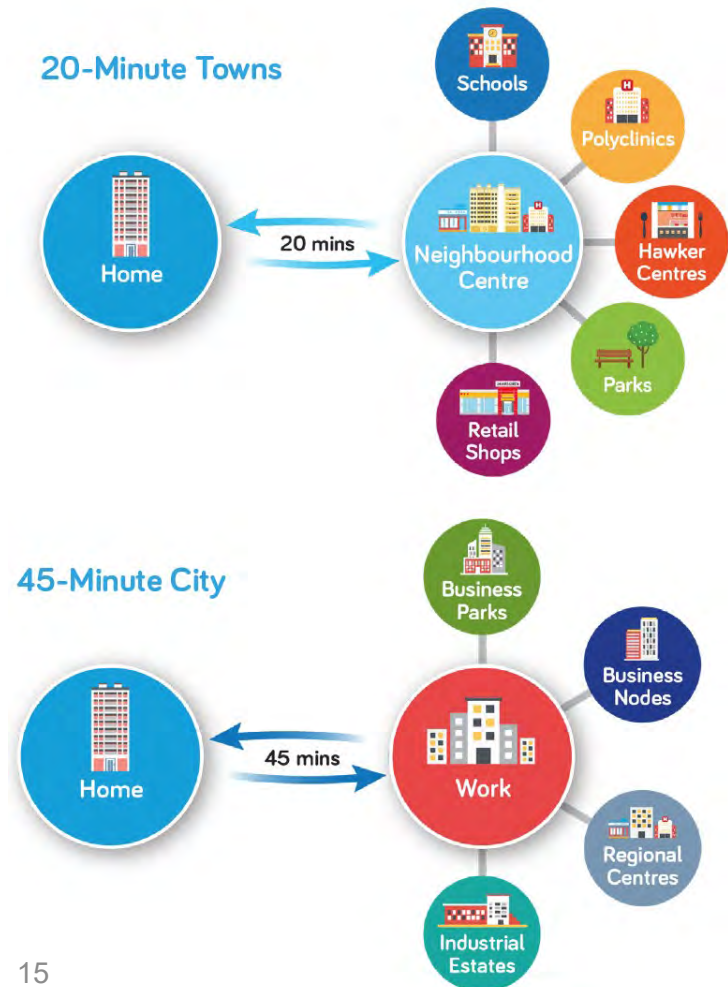 20-Minute Towns
Schools
H
Polyclinics
Home
20 mins
H
Neighbourhood
Centre
Hawker
Centres
Parks
Retail
Shops
45-Minute City
Business
Parks
Business
Nodes
Home
45 mins
Work
Regional
Centres
Industrial
Estates
15